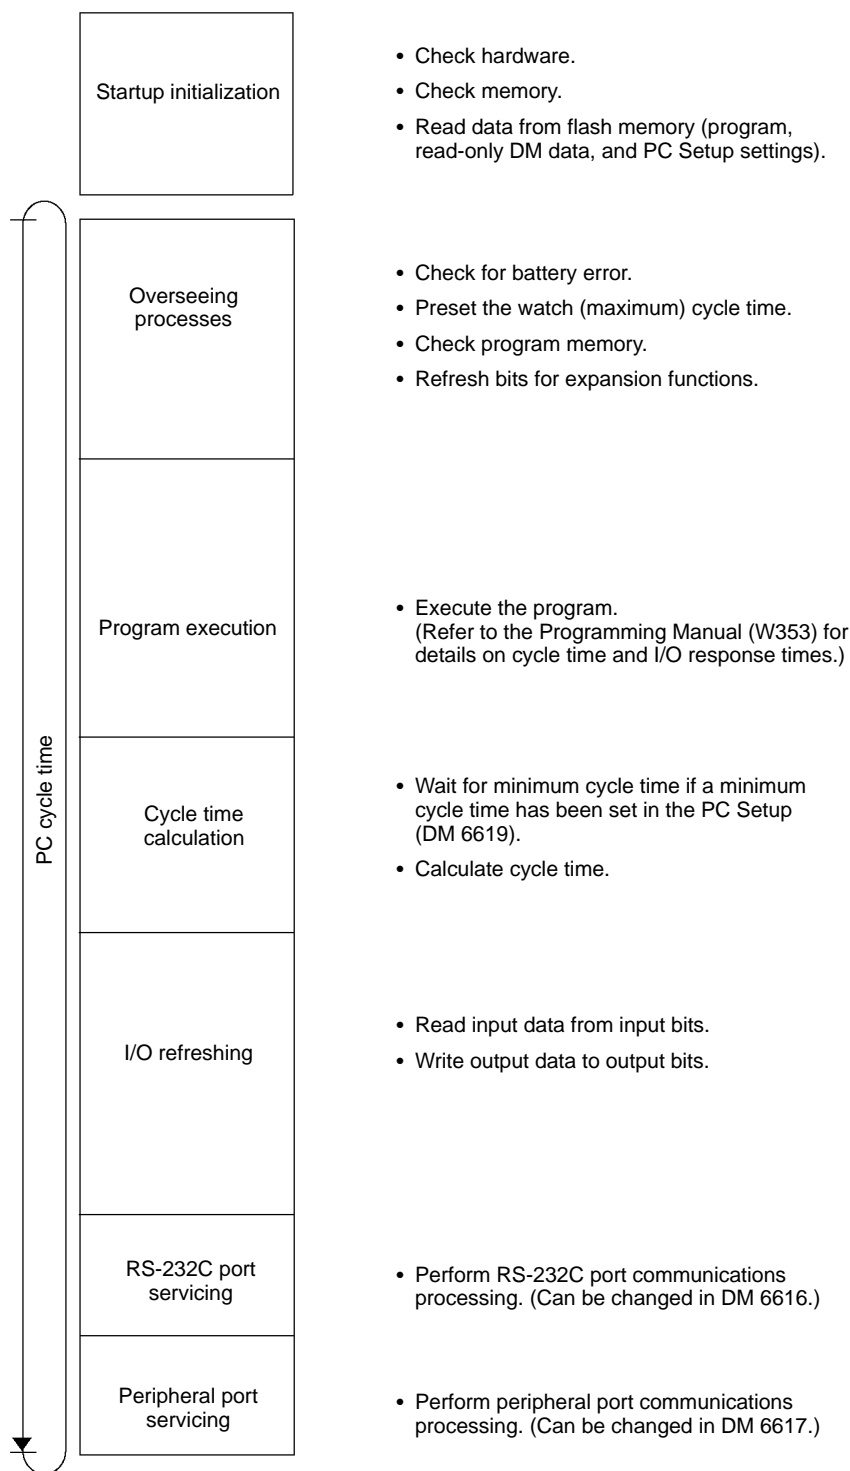 Startup initialization
• Check hardware.
• Check memory.
• Read data from flash memory (program,
read-only DM data, and PC Setup settings).
PC cycle time
Overseeing
processes
• Check for battery error.
• Preset the watch (maximum) cycle time.
• Check program memory.
• Refresh bits for expansion functions.
Program execution
• Execute the program.
(Refer to the Programming Manual (W353) for
details on cycle time and I/O response times.)
Cycle time
calculation
• Wait for minimum cycle time if a minimum
cycle time has been set in the PC Setup
(DM 6619).
• Calculate cycle time.
I/O refreshing
• Read input data from input bits.
• Write output data to output bits.
RS-232C port
servicing
• Perform RS-232C port communications
processing. (Can be changed in DM 6616.)
Peripheral port
servicing
• Perform peripheral port communications
processing. (Can be changed in DM 6617.)